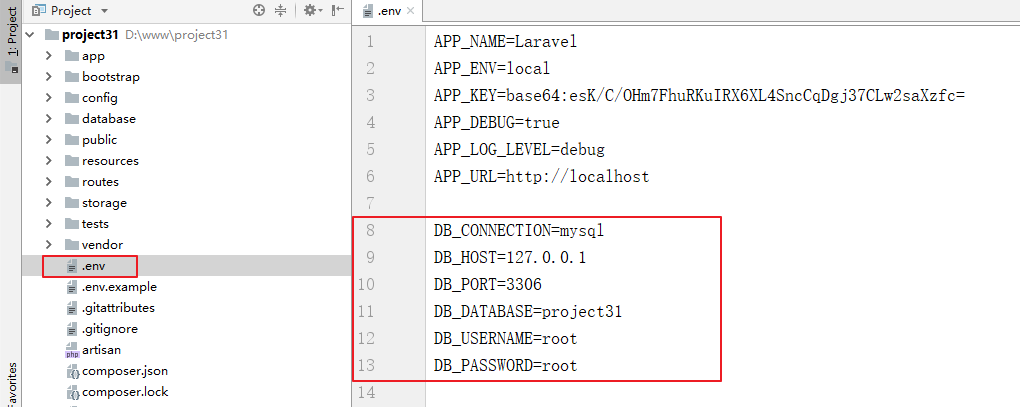 1: Project
Favorites
Project
project31 D:\www\project31
app
bootstrap
config
database
public
resources
routes
storage
tests
vendor
.env
.env.example
.gitattributes
.gitignore
artisan
composer.json
composer.lock
.env
1 APP_NAME=Laravel
2 APP_ENV=local
3 APP_KEY=base64:esK/C/OHm7FhuRKuIRX6XL4SncCqDgj37CLw2saXzfc=
4 APP_DEBUG=true
5 APP_LOG_LEVEL=debug
6 APP_URL=http://localhost
7
8 DB_CONNECTION=mysql
9 DB_HOST=127.0.0.1
10 DB_PORT=3306
11 DB_DATABASE=project31
12 DB_USERNAME=root
13 DB_PASSWORD=root
14